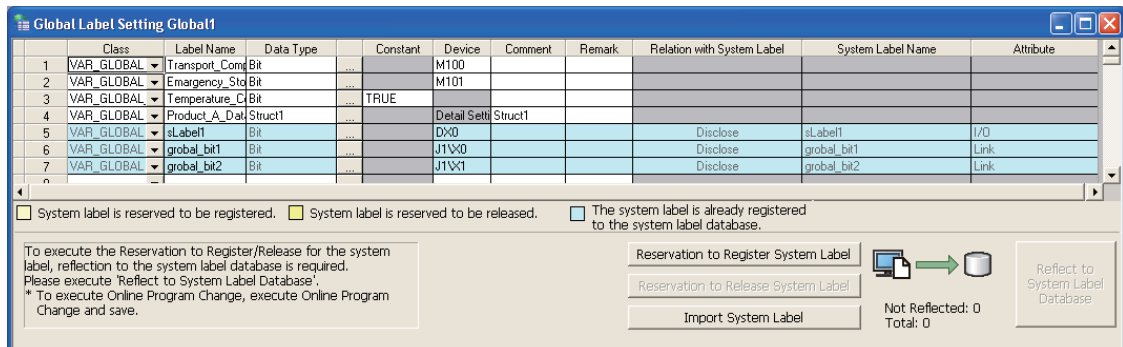 Global Label Setting Global1
Class Label Name Data Type Constant Device Comment Remark Relation with System Label System Label Name Attribute
1 VAR_GLOBAL Transport_Com Bit ... M100
2 VAR_GLOBAL Emargency_Sto Bit ... M101
3 VAR_GLOBAL Temperature_C Bit ... TRUE
4 VAR_GLOBAL Product_A_Dat Struct1 ... Detail Setti Struct1
5 VAR_GLOBAL sLabel1 Bit ... DX0 Disclose sLabel1 I/O
6 VAR_GLOBAL grobal_bit1 Bit ... J1\X0 Disclose grobal_bit1 Link
7 VAR_GLOBAL grobal_bit2 Bit ... J1\X1 Disclose grobal_bit2 Link
System label is reserved to be registered. System label is reserved to be released. The system label is already registered
to the system label database.
To execute the Reservation to Register/Release for the system
label, reflection to the system label database is required.
Please execute 'Reflect to System Label Database'.
* To execute Online Program Change, execute Online Program
Change and save.
Reservation to Register System Label
Reservation to Release System Label
Import System Label
Not Reflected: 0
Total: 0
Reflect to
System Label
Database